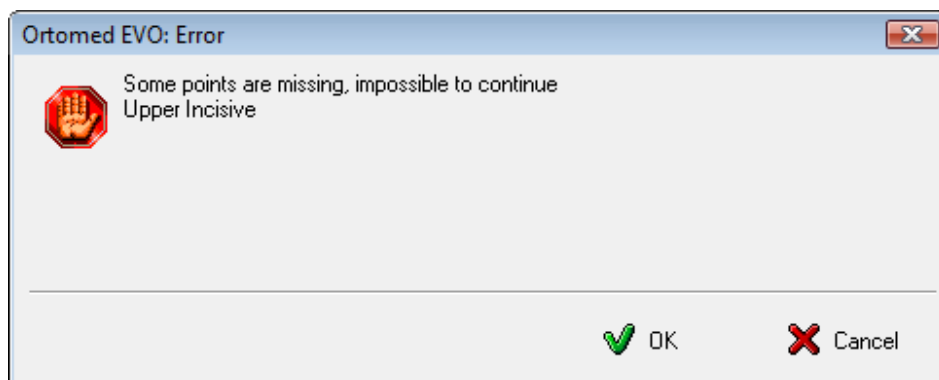 Ortomed EVO: Error
Some points are missing, impossible to continue
Upper Incisive
OK
Cancel